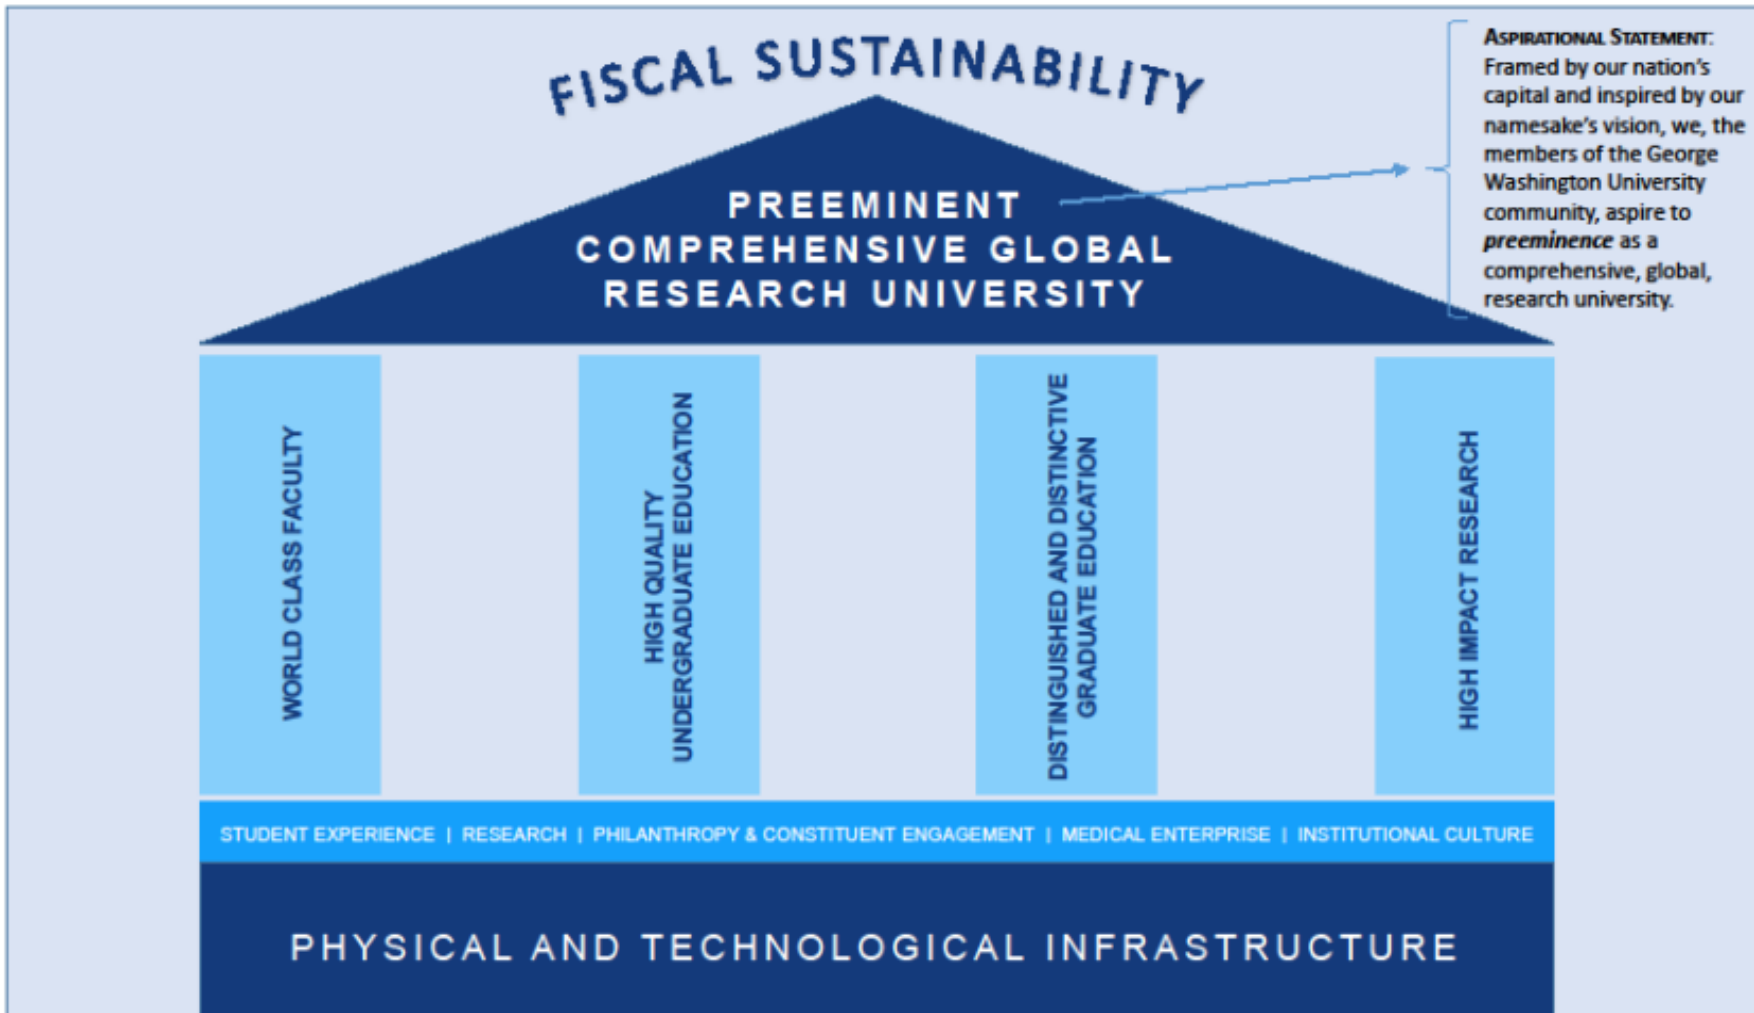 FISCAL SUSTAINABILITY
PREEMINENT
COMPREHENSIVE GLOBAL
RESEARCH UNIVERSITY
ASPIRATIONAL STATEMENT:
Framed by our nation's
capital and inspired by our
namesake's vision, we, the
members of the George
Washington University
community, aspire to
preeminence as a
comprehensive, global,
research university.
WORLD CLASS FACULTY
HIGH QUALITY
UNDERGRADUATE EDUCATION
DISTINGUISHED AND DISTINCTIVE
GRADUATE EDUCATION
HIGH IMPACT RESEARCH
STUDENT EXPERIENCE | RESEARCH | PHILANTHROPY & CONSTITUENT ENGAGEMENT | MEDICAL ENTERPRISE | INSTITUTIONAL CULTURE
PHYSICAL AND TECHNOLOGICAL INFRASTRUCTURE